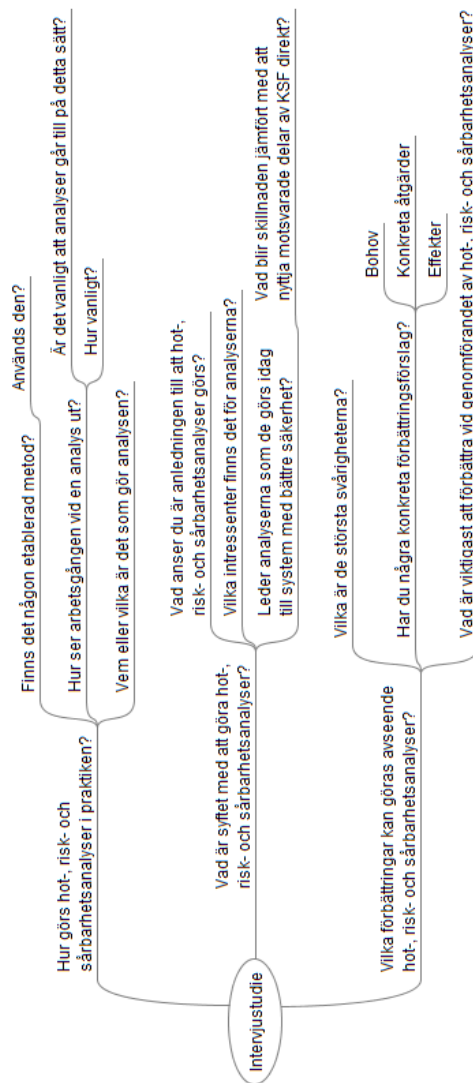 Intervjustudie
Hur görs hot-, risk- och
sårbarhetsanalyser i praktiken?
Finns det någon etablerad metod?
Används den?
Hur ser arbetsgången vid en analys ut?
Är det vanligt att analyser går till på detta sätt?
Hur vanligt?
Vem eller vilka är det som gör analysen?
Vad är syftet med att göra hot-,
risk- och sårbarhetsanalyser?
Vad anser du är anledningen till att hot-,
risk- och sårbarhetsanalyser görs?
Vilka intressenter finns det för analyserna?
Leder analyserna som de görs idag
till system med bättre säkerhet?
Vad blir skillnaden jämfört med att
nyttja motsvarade delar av KSF direkt?
Vilka förbättringar kan göras avseende
hot-, risk- och sårbarhetsanalyser?
Vilka är de största svårigheterna?
Har du några konkreta förbättringsförslag?
Bohov
Konkreta åtgärder
Effekter
Vad är viktigast att förbättra vid genomförandet av hot-, risk- och sårbarhetsanalyser?